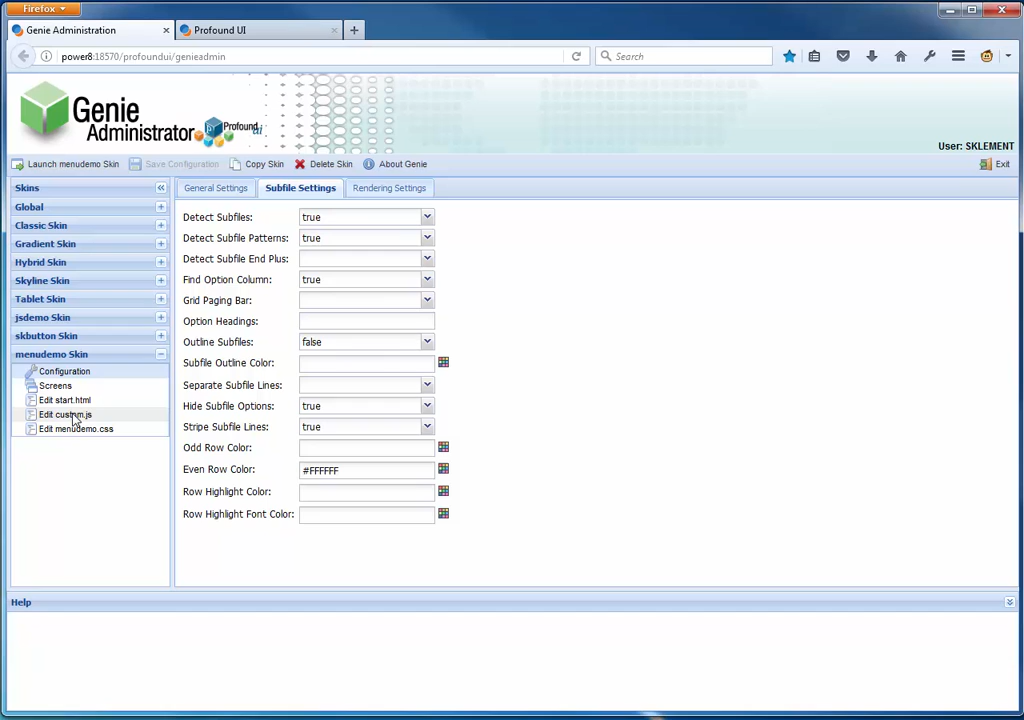 Firefox
Genie Administration
Profound UI
power8:18570/profoundui/genieadmin
Search
Genie
Administrator
Profound ui
User: SKLEMENT
Launch menudemo Skin
Save Configuration
Copy Skin
Delete Skin
About Genie
Exit
Skins
General Settings
Subfile Settings
Rendering Settings
Global
Classic Skin
Gradient Skin
Hybrid Skin
Skyline Skin
Tablet Skin
jsdemo Skin
skbutton Skin
menudemo Skin
Configuration
Screens
Edit start.html
Edit custom.js
Edit menudemo.css
Detect Subfiles: true
Detect Subfile Patterns: true
Detect Subfile End Plus:
Find Option Column: true
Grid Paging Bar:
Option Headings:
Outline Subfiles: false
Subfile Outline Color:
Separate Subfile Lines:
Hide Subfile Options: true
Stripe Subfile Lines: true
Odd Row Color:
Even Row Color: #FFFFFF
Row Highlight Color:
Row Highlight Font Color:
Help